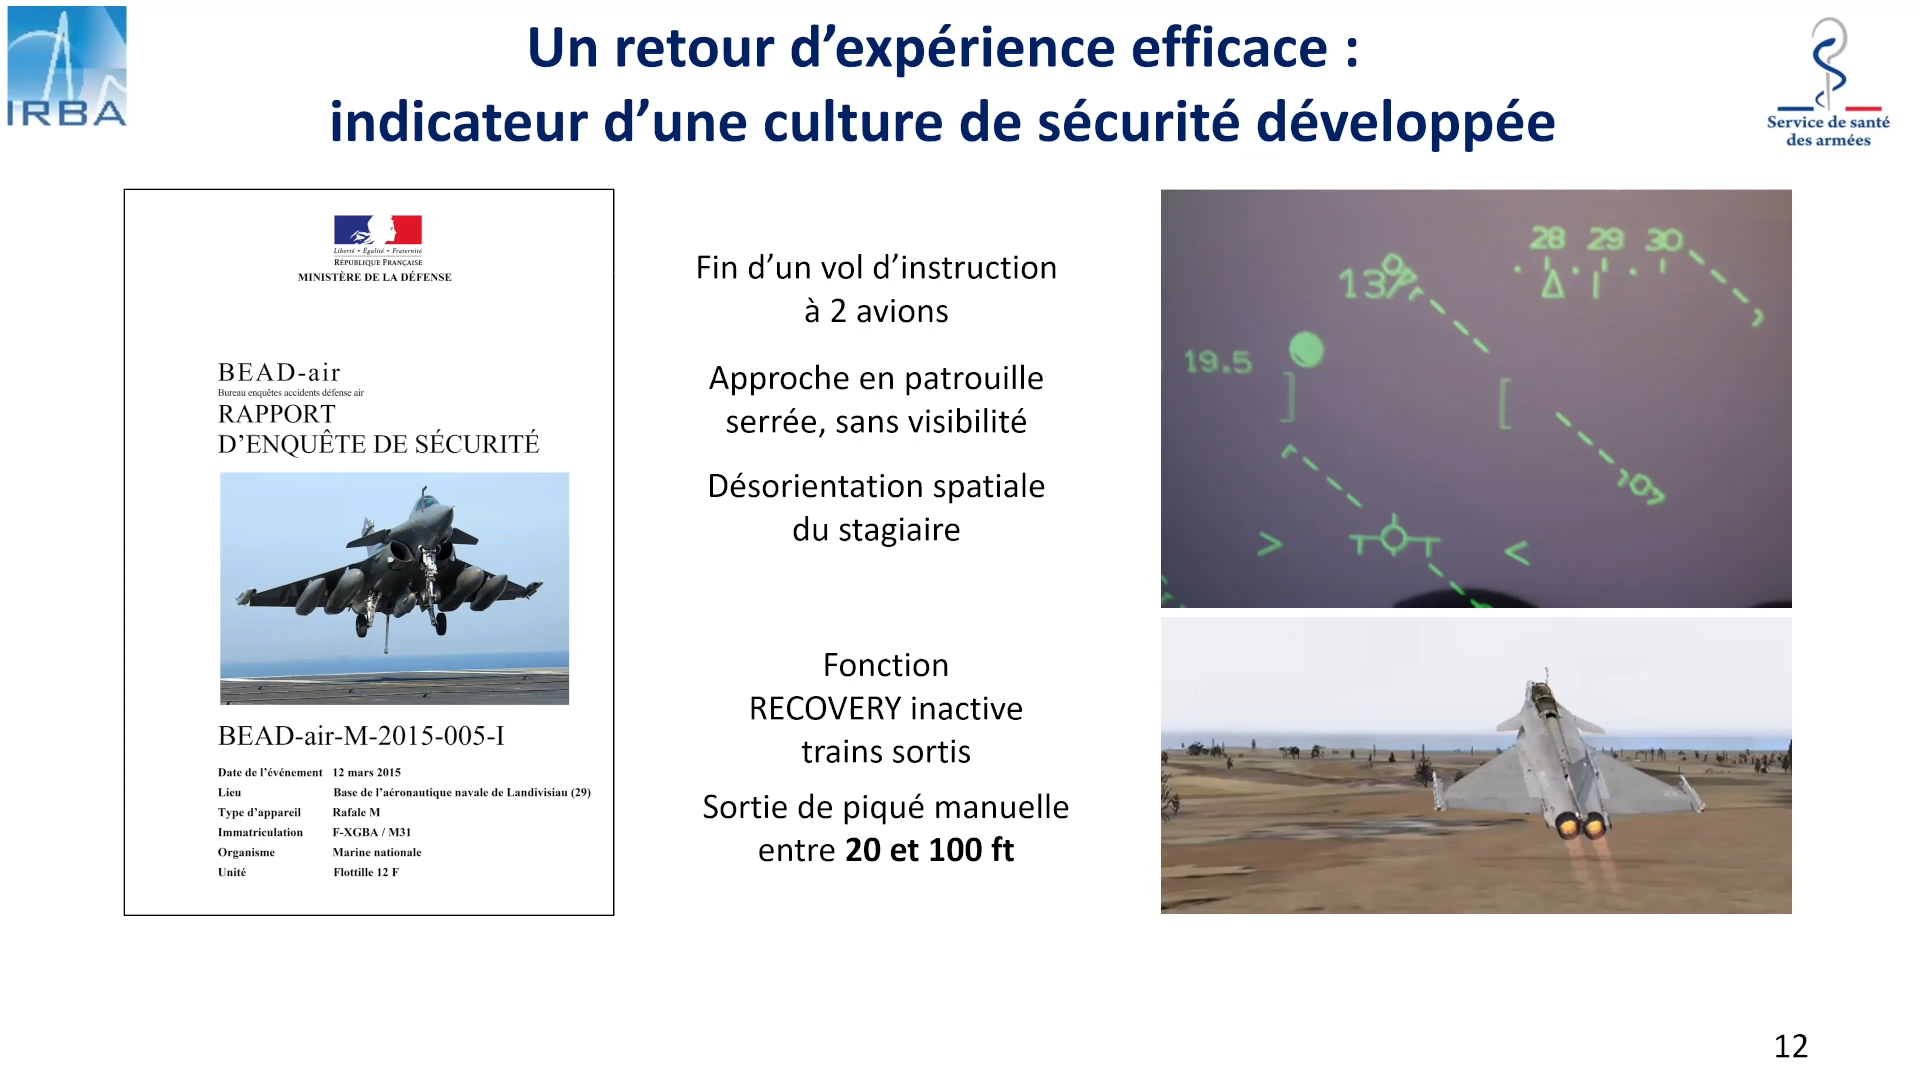 IRBA
Un retour d’expérience efficace :
indicateur d’une culture de sécurité développée
Service de santé
des armées
Liberté • Égalité • Fraternité
RÉPUBLIQUE FRANÇAISE
MINISTÈRE DE LA DÉFENSE
BEAD-air
Bureau enquêtes accidents défense air
RAPPORT
D’ENQUÊTE DE SÉCURITÉ
BEAD-air-M-2015-005-I
Date de l’événement 12 mars 2015
Lieu Base de l’aéronautique navale de Landivisiau (29)
Type d’appareil Rafale M
Immatriculation F-XGBA / M31
Organisme Marine nationale
Unité Flottille 12 F
Fin d’un vol d’instruction
à 2 avions
Approche en patrouille
serrée, sans visibilité
Désorientation spatiale
du stagiaire
Fonction
RECOVERY inactive
trains sortis
Sortie de piqué manuelle
entre 20 et 100 ft
28 29 30
19.5
12